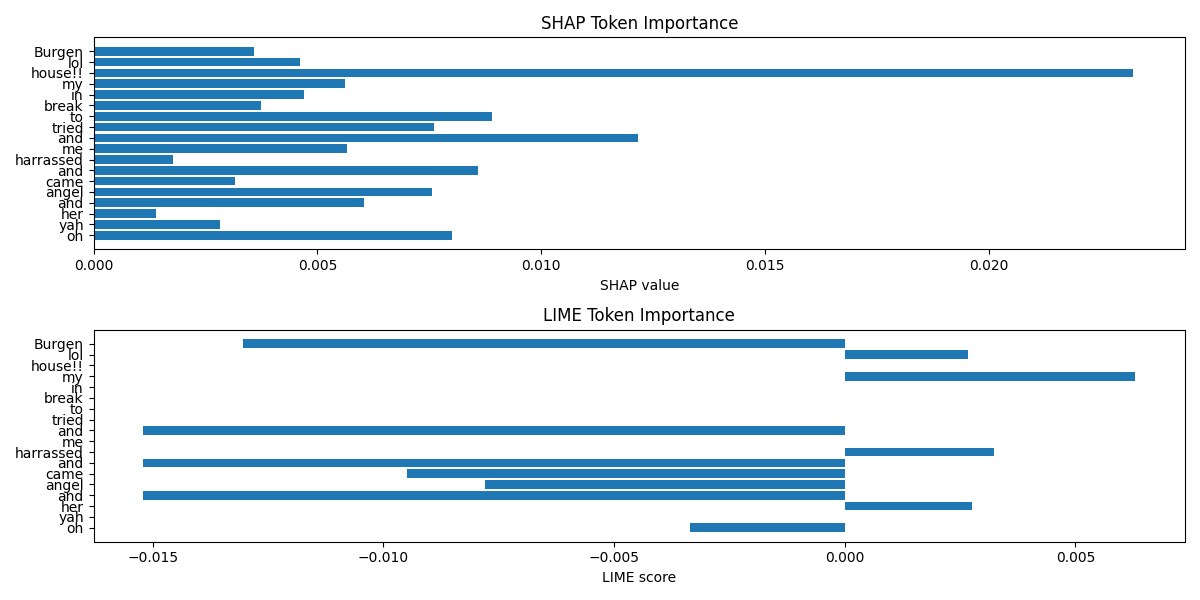 SHAP Token Importance
Burgen
lol
house!!
my
in
break
to
tried
and
me
harrassed
and
came
angel
and
her
yah
oh
0.000 0.005 0.010 0.015 0.020
SHAP value
LIME Token Importance
Burgen
lol
house!!
my
in
break
to
tried
and
me
harrassed
and
came
angel
and
her
yah
oh
−0.015 −0.010 −0.005 0.000 0.005
LIME score